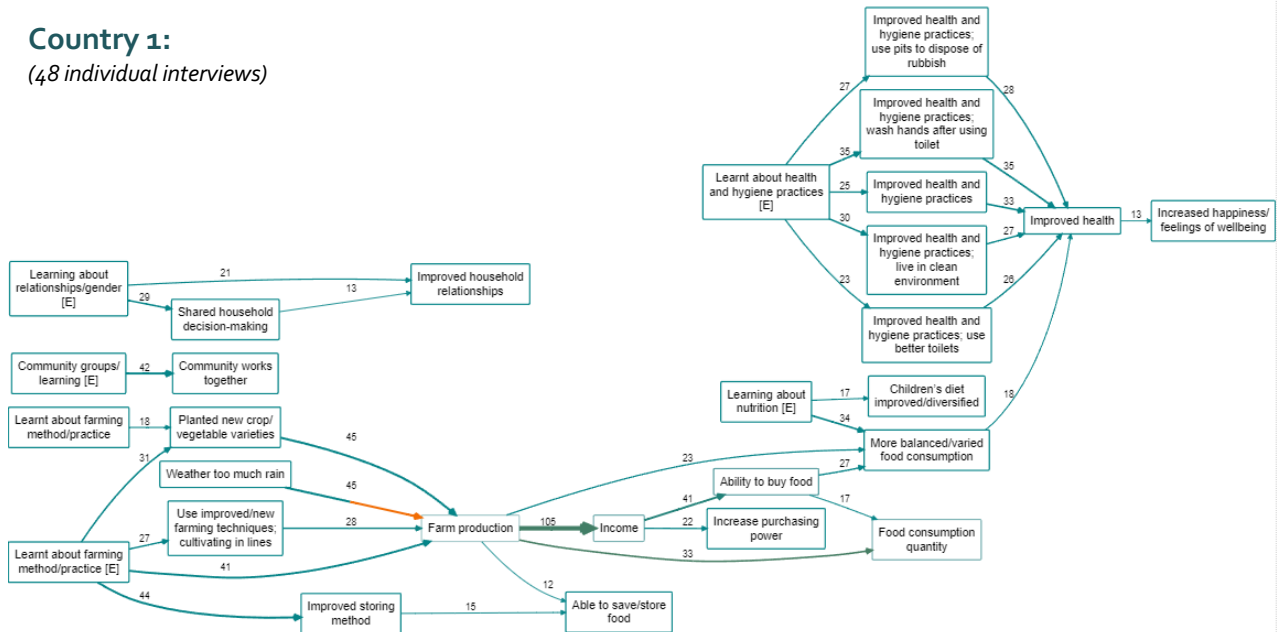 Country 1:
(48 individual interviews)
Improved health and
hygiene practices;
use pits to dispose of
rubbish
27
28
Improved health and
hygiene practices;
wash hands after using
toilet
35
35
Learnt about health
and hygiene practices
[E]
25
Improved health and
hygiene practices
33
30
Improved health
13
Increased happiness/
feelings of wellbeing
Improved health and
hygiene practices;
live in clean
environment
27
23
26
Improved health and
hygiene practices; use
better toilets
Learning about
relationships/gender
[E]
21
29
Shared household
decision-making
13
Improved household
relationships
Community groups/
learning [E]
42
Community works
together
Learning about
nutrition [E]
17
Children's diet
improved/diversified
34
18
Learnt about farming
method/practice
18
Planted new crop/
vegetable varieties
45
31
More balanced/varied
food consumption
23
27
Weather too much rain
45
Ability to buy food
41
17
Use improved/new
farming techniques;
cultivating in lines
28
Farm production
105
Income
22
Increase purchasing
power
Food consumption
quantity
33
Learnt about farming
method/practice [E]
27
41
44
12
Improved storing
method
15
Able to save/store
food